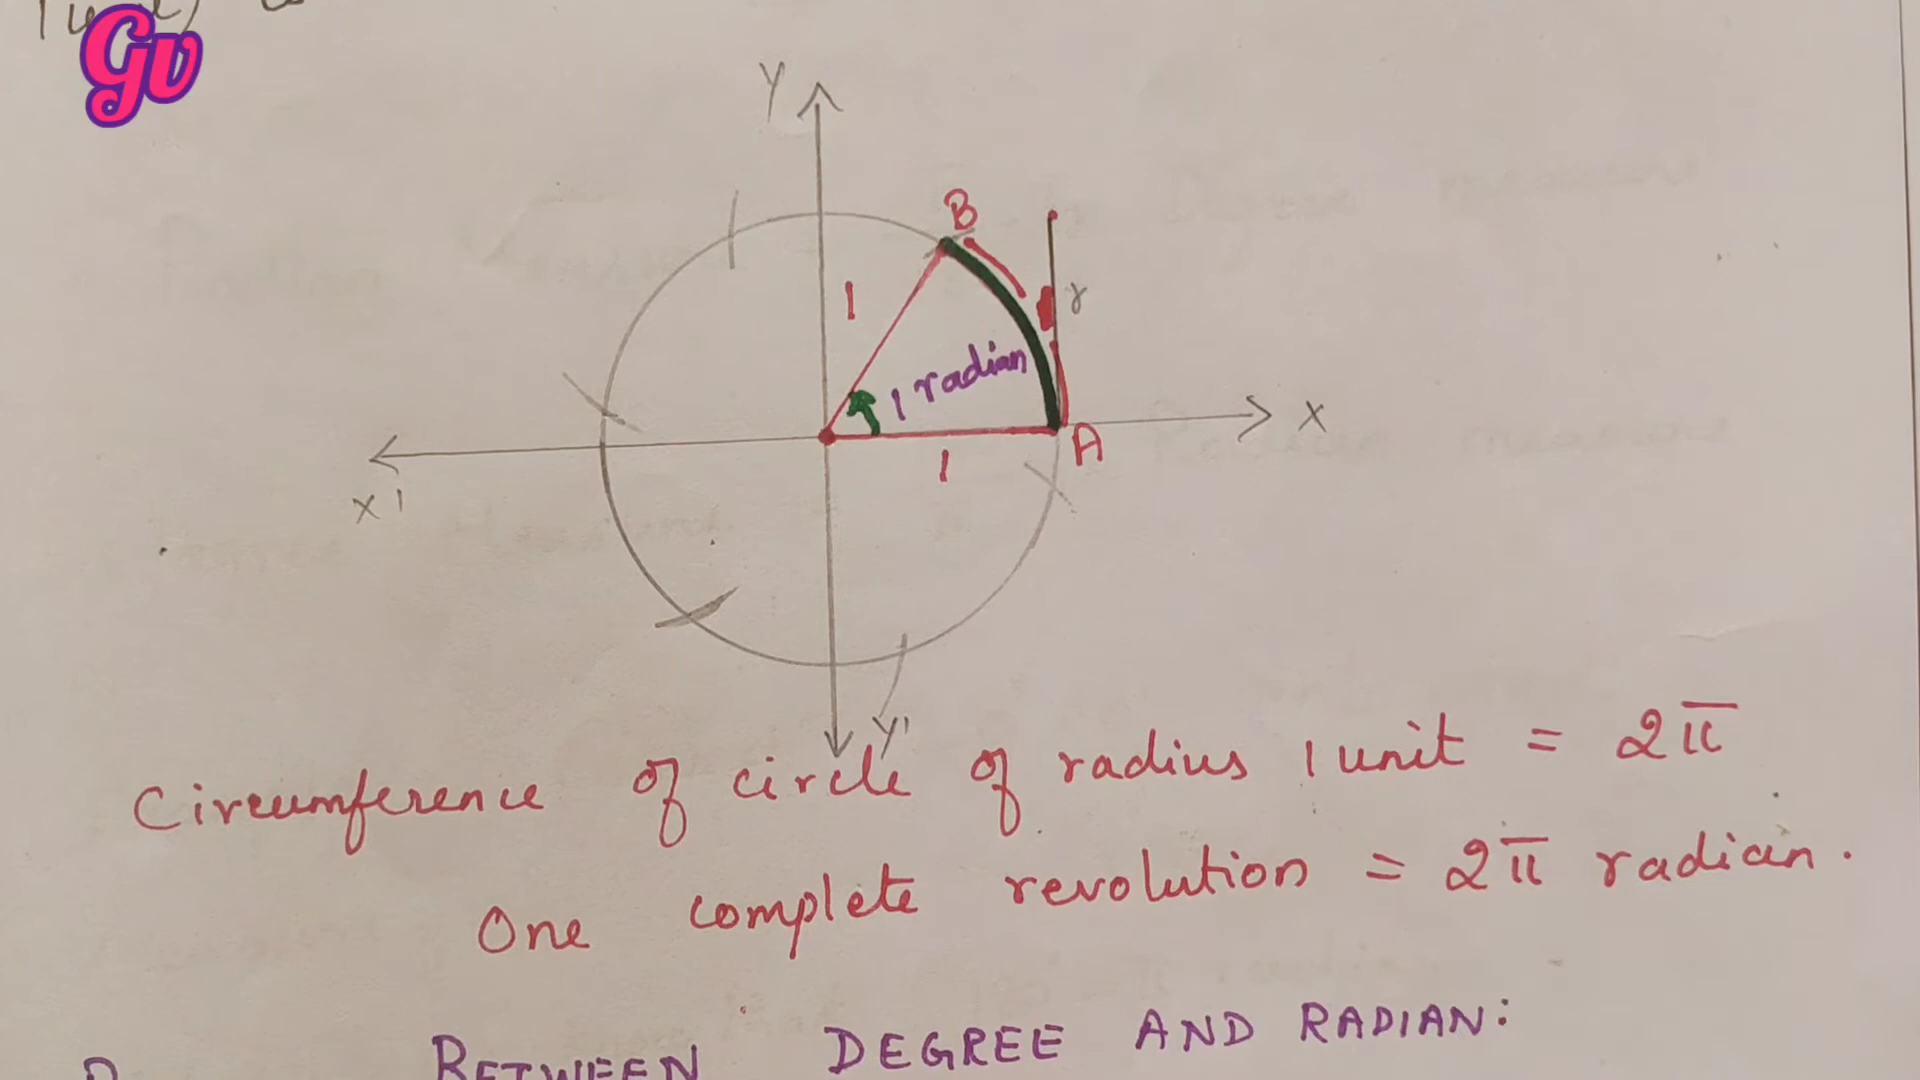 Gv
Y
B
1
r
1 radian
X
A
1
X'
Y'
Circumference of circle of radius 1 unit = 2π
One complete revolution = 2π radian.
BETWEEN DEGREE AND RADIAN: